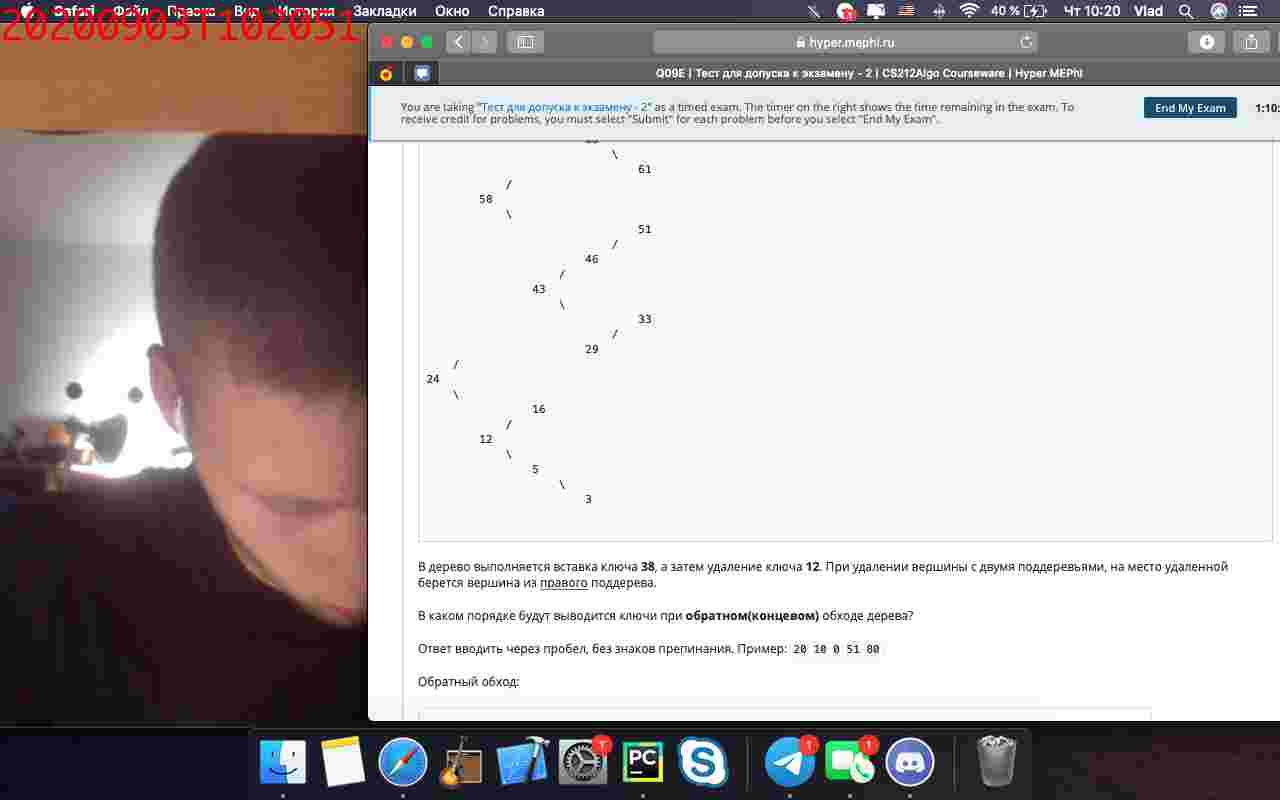 Safari Файл Правка Вид История Закладки Окно Справка 40 % Чт 10:20 Vlad
20200903T102051
hyper.mephi.ru
Q09E | Тест для допуска к экзамену - 2 | CS212Algo Courseware | Hyper.MEPhI
You are taking "Тест для допуска к экзамену - 2" as a timed exam. The timer on the right shows the time remaining in the exam. To
receive credit for problems, you must select "Submit" for each problem before you select "End My Exam".
End My Exam
1:10:
\
61
/
58
\
51
/
46
/
43
\
33
/
29
/
24
\
16
/
12
\
5
\
3
В дерево выполняется вставка ключа 38, а затем удаление ключа 12. При удалении вершины с двумя поддеревьями, на место удаленной
берется вершина из правого поддерева.
В каком порядке будут выводится ключи при обратном(концевом) обходе дерева?
Ответ вводить через пробел, без знаков препинания. Пример: 20 10 0 51 80
Обратный обход:
PC
1
1
1